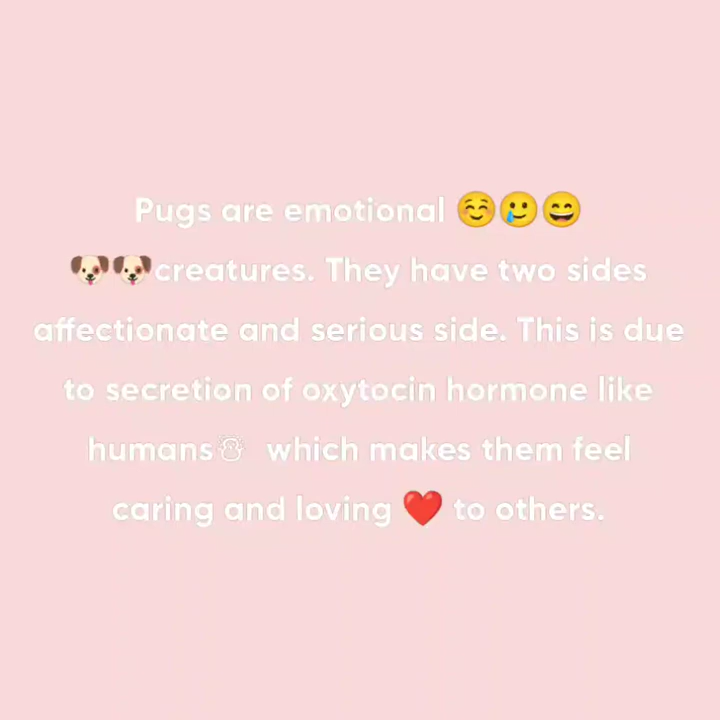 Pugs are emotional ☺️🥲😄
🐶🐶creatures. They have two sides
affectionate and serious side. This is due
to secretion of oxytocin hormone like
humans☃ which makes them feel
caring and loving ❤️ to others.